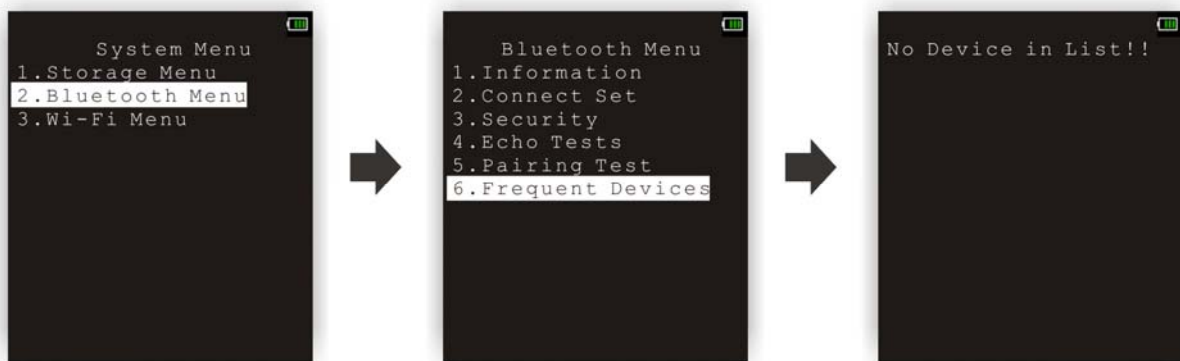 System Menu
1.Storage Menu
2.Bluetooth Menu
3.Wi-Fi Menu
Bluetooth Menu
1.Information
2.Connect Set
3.Security
4.Echo Tests
5.Pairing Test
6.Frequent Devices
No Device in List!!